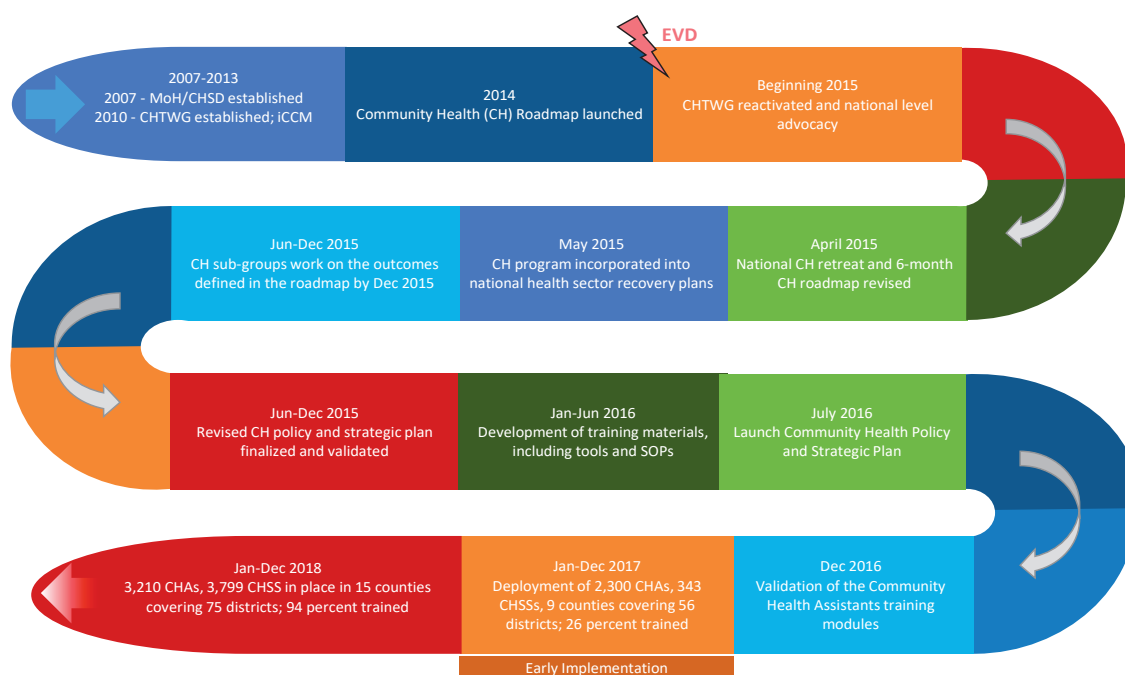 EVD
2007-2013
2007 - MoH/CHSD established
2010 - CHTWG established; iCCM
2014
Community Health (CH) Roadmap launched
Beginning 2015
CHTWG reactivated and national level
advocacy
Jun-Dec 2015
CH sub-groups work on the outcomes
defined in the roadmap by Dec 2015
May 2015
CH program incorporated into
national health sector recovery plans
April 2015
National CH retreat and 6-month
CH roadmap revised
Jun-Dec 2015
Revised CH policy and strategic plan
finalized and validated
Jan-Jun 2016
Development of training materials,
including tools and SOPs
July 2016
Launch Community Health Policy
and Strategic Plan
Jan-Dec 2018
3,210 CHAs, 3,799 CHSS in place in 15 counties
covering 75 districts; 94 percent trained
Jan-Dec 2017
Deployment of 2,300 CHAs, 343
CHSSs, 9 counties covering 56
districts; 26 percent trained
Dec 2016
Validation of the Community
Health Assistants training
modules
Early Implementation